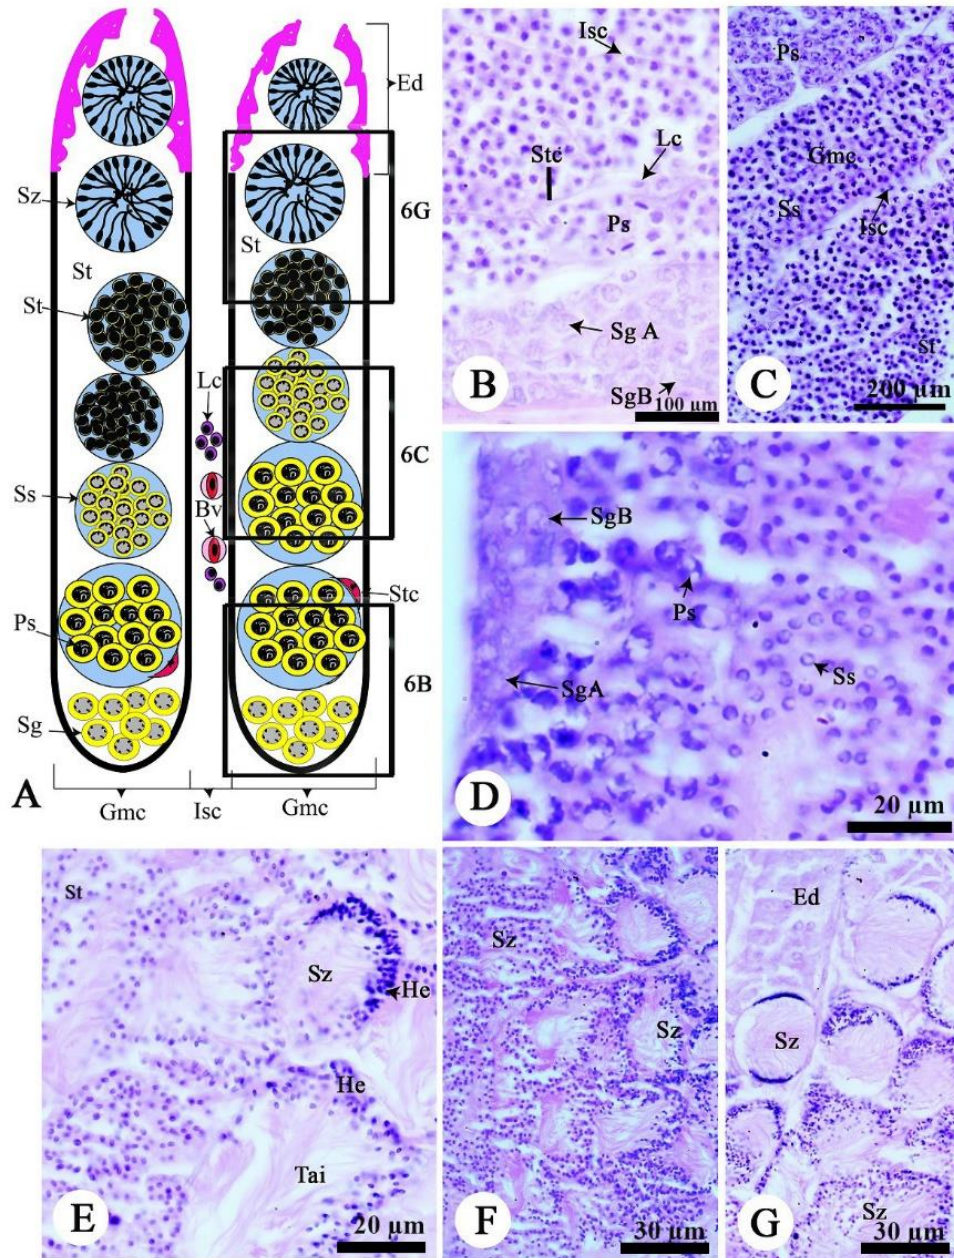 Ed
Sz
6G
St
St
St
Lc
6C
Ss
Bv
Stc
Ps
6B
Sg
A
Gmc
Isc
Gmc
Isc
Lc
Stc
Ps
Sg A
SgB
B
100 µm
Ps
Gmc
Ss
Isc
St
C
200 µm
SgB
Ps
SgA
Ss
D
20 µm
St
Sz
He
He
Tai
E
20 µm
Sz
Sz
F
30 µm
Ed
Sz
Sz
G
30 µm